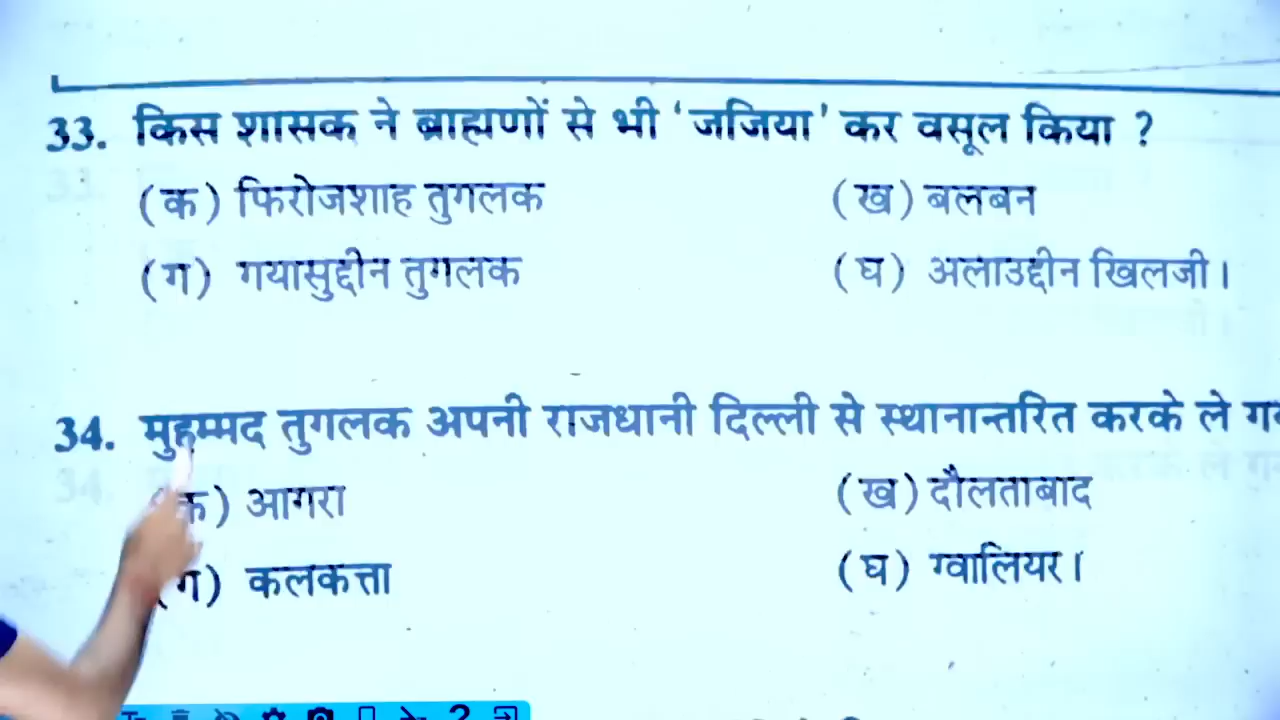 33. किस शासक ने ब्राह्मणों से भी 'जजिया' कर वसूल किया ?
(क) फिरोजशाह तुगलक (ख) बलबन
(ग) गयासुद्दीन तुगलक (घ) अलाउद्दीन खिलजी।
34. मुहम्मद तुगलक अपनी राजधानी दिल्ली से स्थानान्तरित करके ले
क) आगरा (ख) दौलताबाद
ग) कलकत्ता (घ) ग्वालियर।